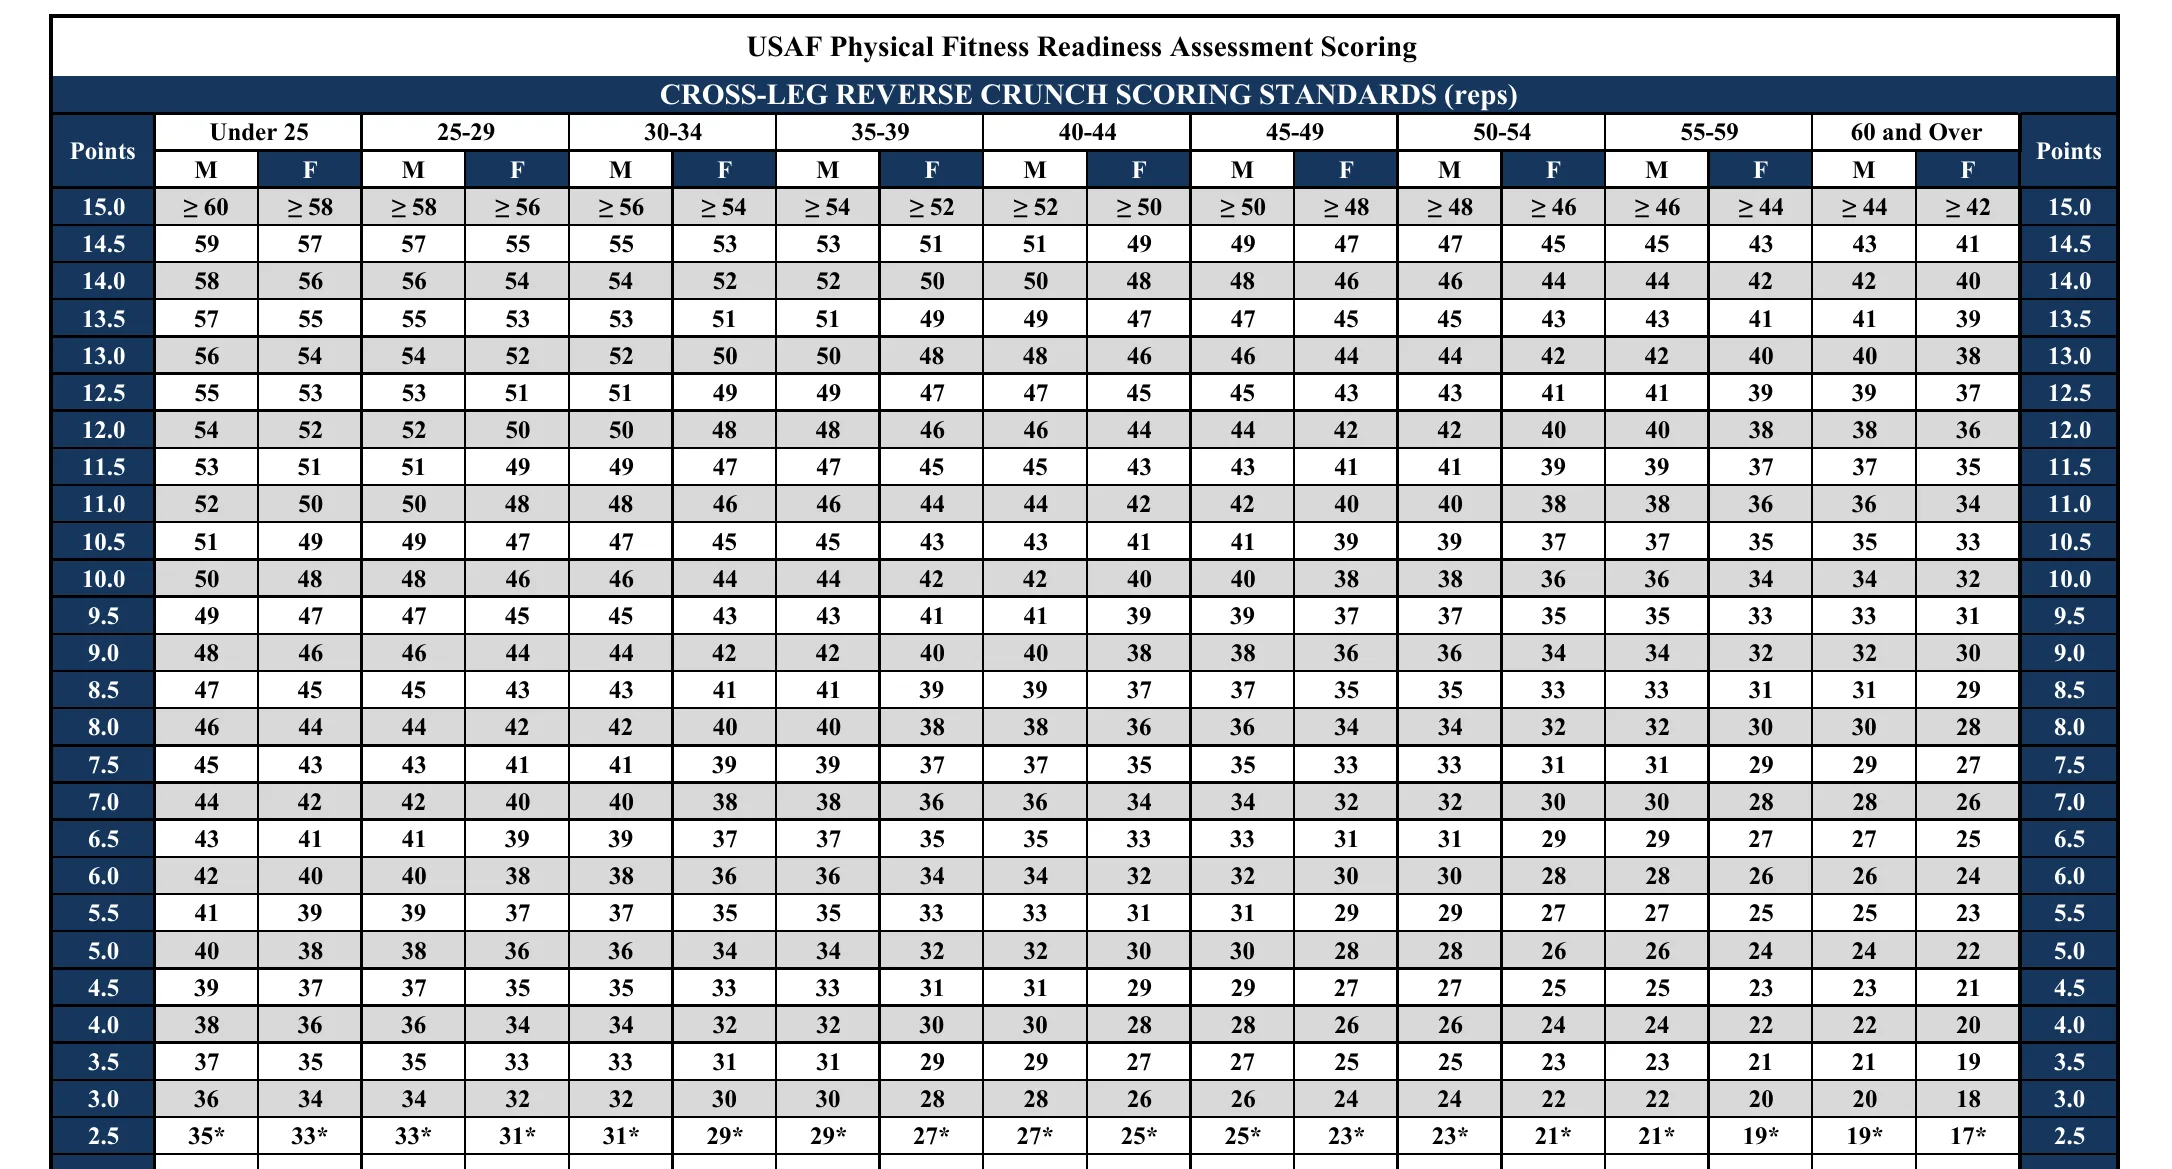 USAF Physical Fitness Readiness Assessment Scoring
CROSS-LEG REVERSE CRUNCH SCORING STANDARDS (reps)
Points Under 25 25-29 30-34 35-39 40-44 45-49 50-54 55-59 60 and Over Points
M F M F M F M F M F M F M F M F M F
15.0 ≥ 60 ≥ 58 ≥ 58 ≥ 56 ≥ 56 ≥ 54 ≥ 54 ≥ 52 ≥ 52 ≥ 50 ≥ 50 ≥ 48 ≥ 48 ≥ 46 ≥ 46 ≥ 44 ≥ 44 ≥ 42 15.0
14.5 59 57 57 55 55 53 53 51 51 49 49 47 47 45 45 43 43 41 14.5
14.0 58 56 56 54 54 52 52 50 50 48 48 46 46 44 44 42 42 40 14.0
13.5 57 55 55 53 53 51 51 49 49 47 47 45 45 43 43 41 41 39 13.5
13.0 56 54 54 52 52 50 50 48 48 46 46 44 44 42 42 40 40 38 13.0
12.5 55 53 53 51 51 49 49 47 47 45 45 43 43 41 41 39 39 37 12.5
12.0 54 52 52 50 50 48 48 46 46 44 44 42 42 40 40 38 38 36 12.0
11.5 53 51 51 49 49 47 47 45 45 43 43 41 41 39 39 37 37 35 11.5
11.0 52 50 50 48 48 46 46 44 44 42 42 40 40 38 38 36 36 34 11.0
10.5 51 49 49 47 47 45 45 43 43 41 41 39 39 37 37 35 35 33 10.5
10.0 50 48 48 46 46 44 44 42 42 40 40 38 38 36 36 34 34 32 10.0
9.5 49 47 47 45 45 43 43 41 41 39 39 37 37 35 35 33 33 31 9.5
9.0 48 46 46 44 44 42 42 40 40 38 38 36 36 34 34 32 32 30 9.0
8.5 47 45 45 43 43 41 41 39 39 37 37 35 35 33 33 31 31 29 8.5
8.0 46 44 44 42 42 40 40 38 38 36 36 34 34 32 32 30 30 28 8.0
7.5 45 43 43 41 41 39 39 37 37 35 35 33 33 31 31 29 29 27 7.5
7.0 44 42 42 40 40 38 38 36 36 34 34 32 32 30 30 28 28 26 7.0
6.5 43 41 41 39 39 37 37 35 35 33 33 31 31 29 29 27 27 25 6.5
6.0 42 40 40 38 38 36 36 34 34 32 32 30 30 28 28 26 26 24 6.0
5.5 41 39 39 37 37 35 35 33 33 31 31 29 29 27 27 25 25 23 5.5
5.0 40 38 38 36 36 34 34 32 32 30 30 28 28 26 26 24 24 22 5.0
4.5 39 37 37 35 35 33 33 31 31 29 29 27 27 25 25 23 23 21 4.5
4.0 38 36 36 34 34 32 32 30 30 28 28 26 26 24 24 22 22 20 4.0
3.5 37 35 35 33 33 31 31 29 29 27 27 25 25 23 23 21 21 19 3.5
3.0 36 34 34 32 32 30 30 28 28 26 26 24 24 22 22 20 20 18 3.0
2.5 35* 33* 33* 31* 31* 29* 29* 27* 27* 25* 25* 23* 23* 21* 21* 19* 19* 17* 2.5